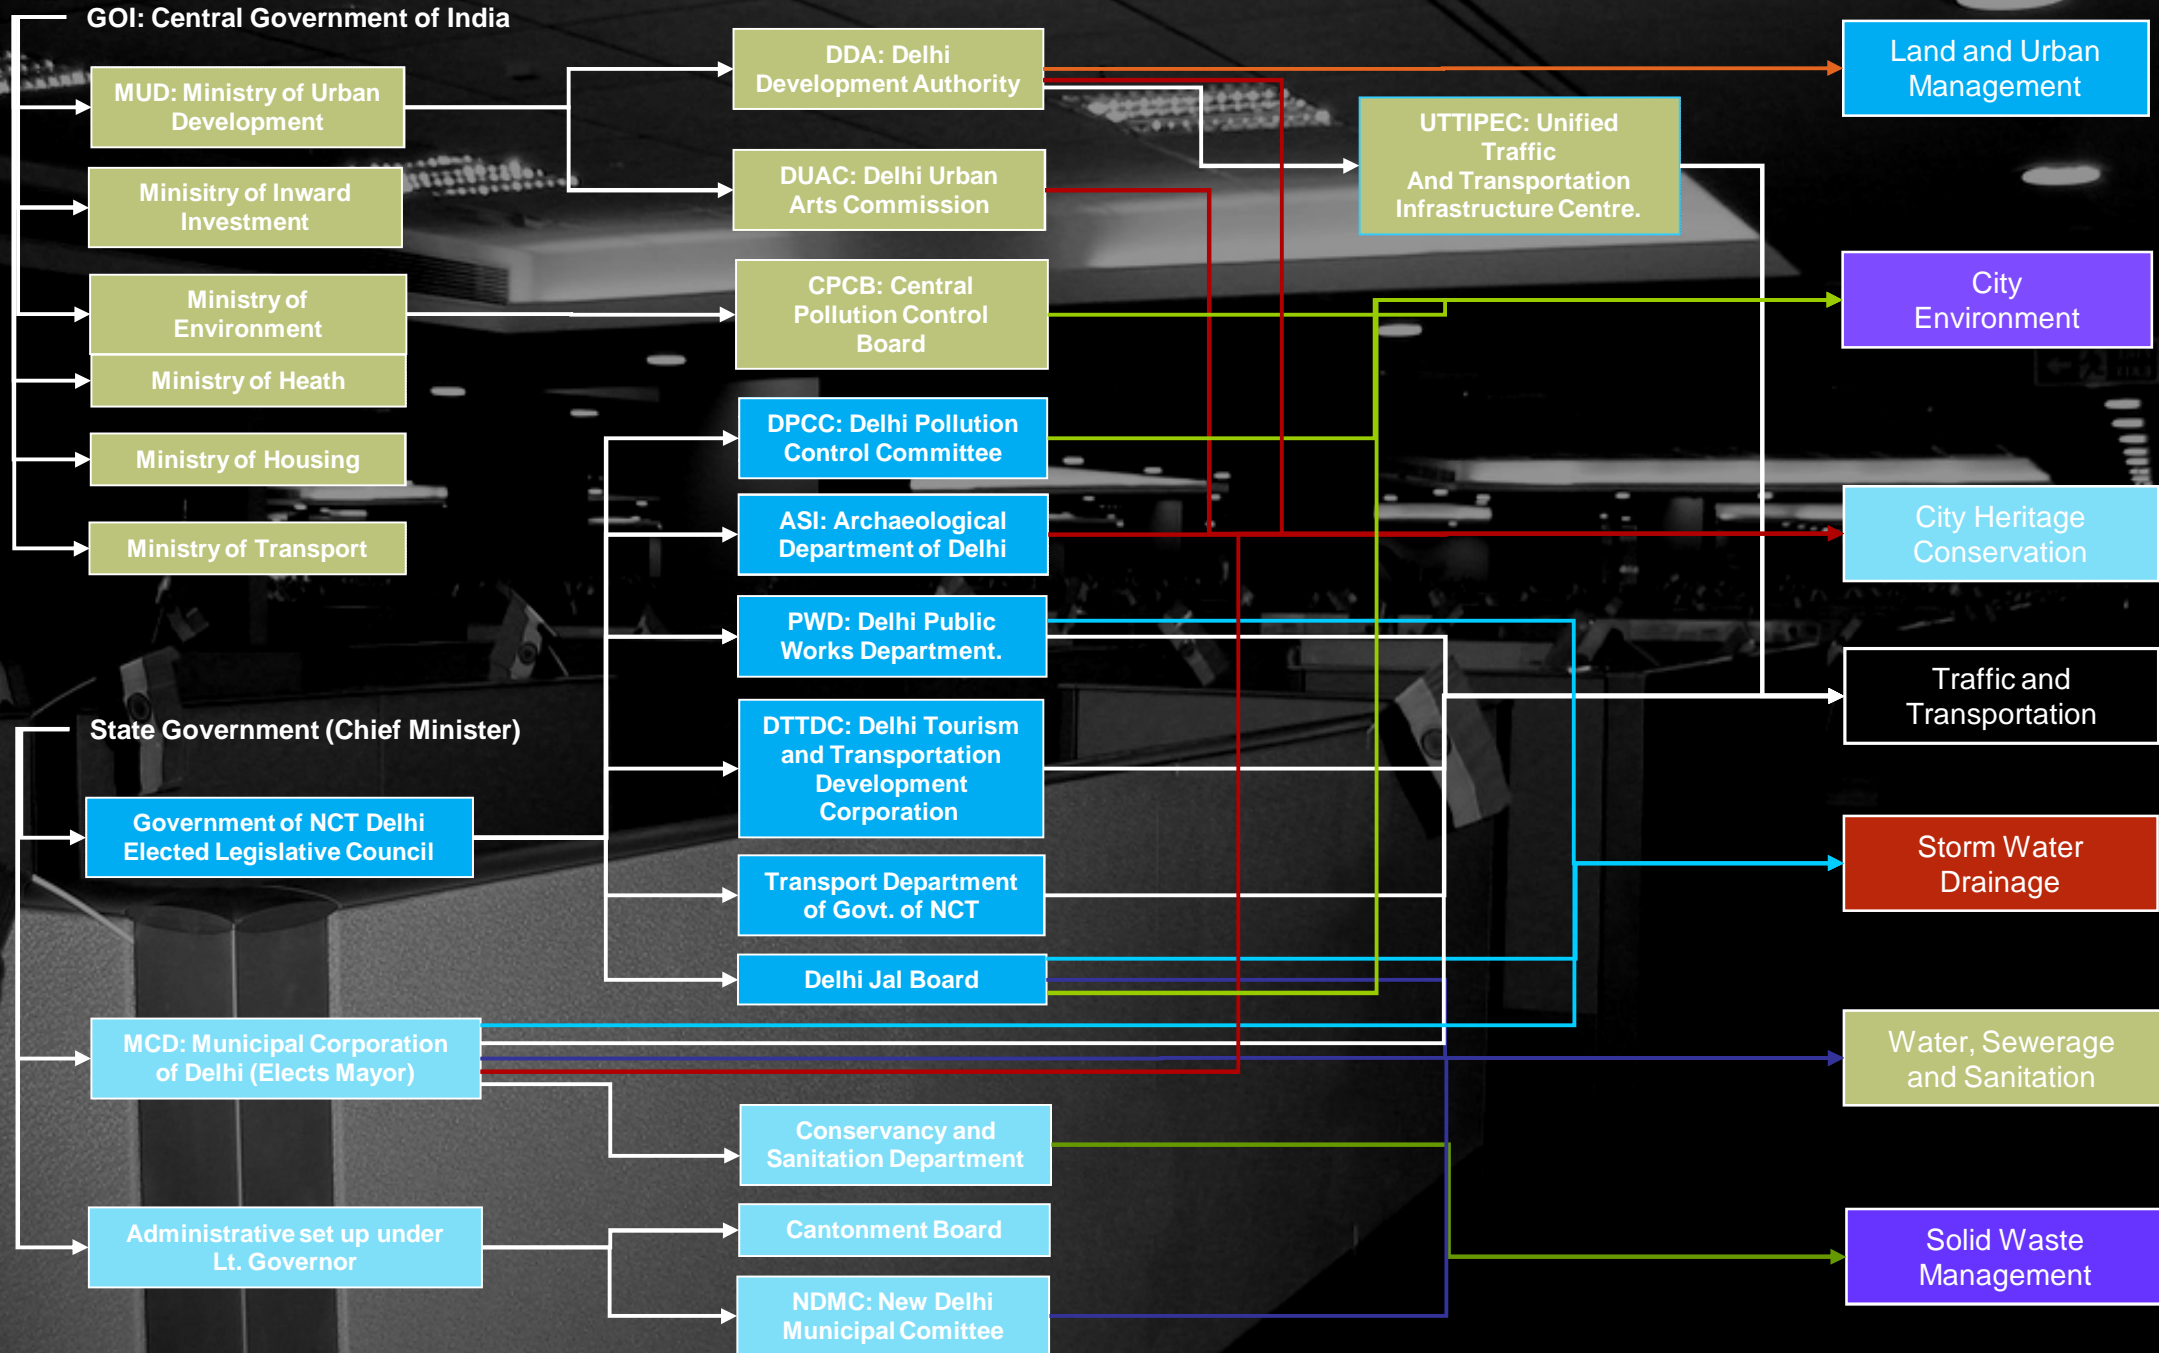 GOI: Central Government of India
MUD: Ministry of Urban
Development
Minisitry of Inward
Investment
Ministry of
Environment
Ministry of Heath
Ministry of Housing
Ministry of Transport
State Government (Chief Minister)
Government of NCT Delhi
Elected Legislative Council
MCD: Municipal Corporation
of Delhi (Elects Mayor)
Administrative set up under
Lt. Governor
DDA: Delhi
Development Authority
DUAC: Delhi Urban
Arts Commission
CPCB: Central
Pollution Control
Board
DPCC: Delhi Pollution
Control Committee
ASI: Archaeological
Department of Delhi
PWD: Delhi Public
Works Department.
DTTDC: Delhi Tourism
and Transportation
Development
Corporation
Transport Department
of Govt. of NCT
Delhi Jal Board
Conservancy and
Sanitation Department
Cantonment Board
NDMC: New Delhi
Municipal Comittee
UTTIPEC: Unified
Traffic
And Transportation
Infrastructure Centre.
Land and Urban
Management
City
Environment
City Heritage
Conservation
Traffic and
Transportation
Storm Water
Drainage
Water, Sewerage
and Sanitation
Solid Waste
Management